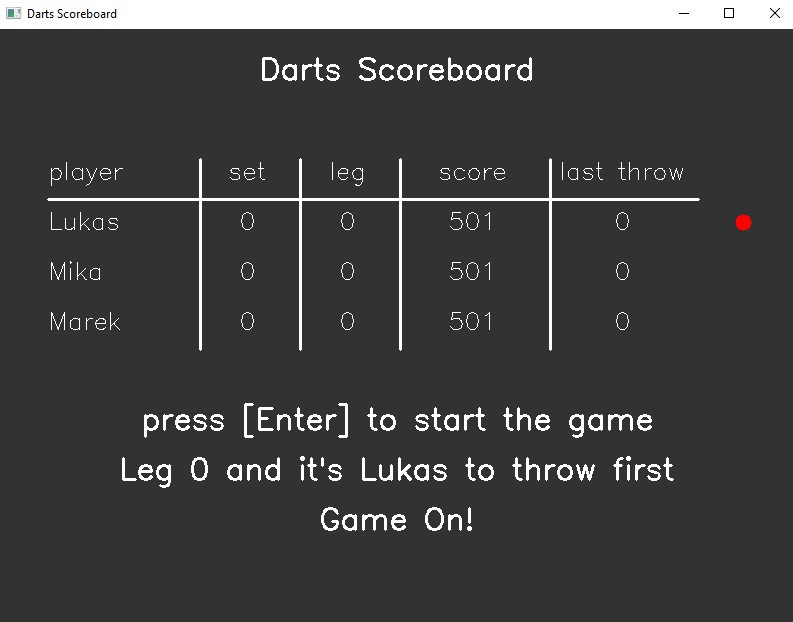 Darts Scoreboard
Darts Scoreboard
player set leg score last throw
Lukas 0 0 501 0
Mika 0 0 501 0
Marek 0 0 501 0
press [Enter] to start the game
Leg 0 and it's Lukas to throw first
Game On!